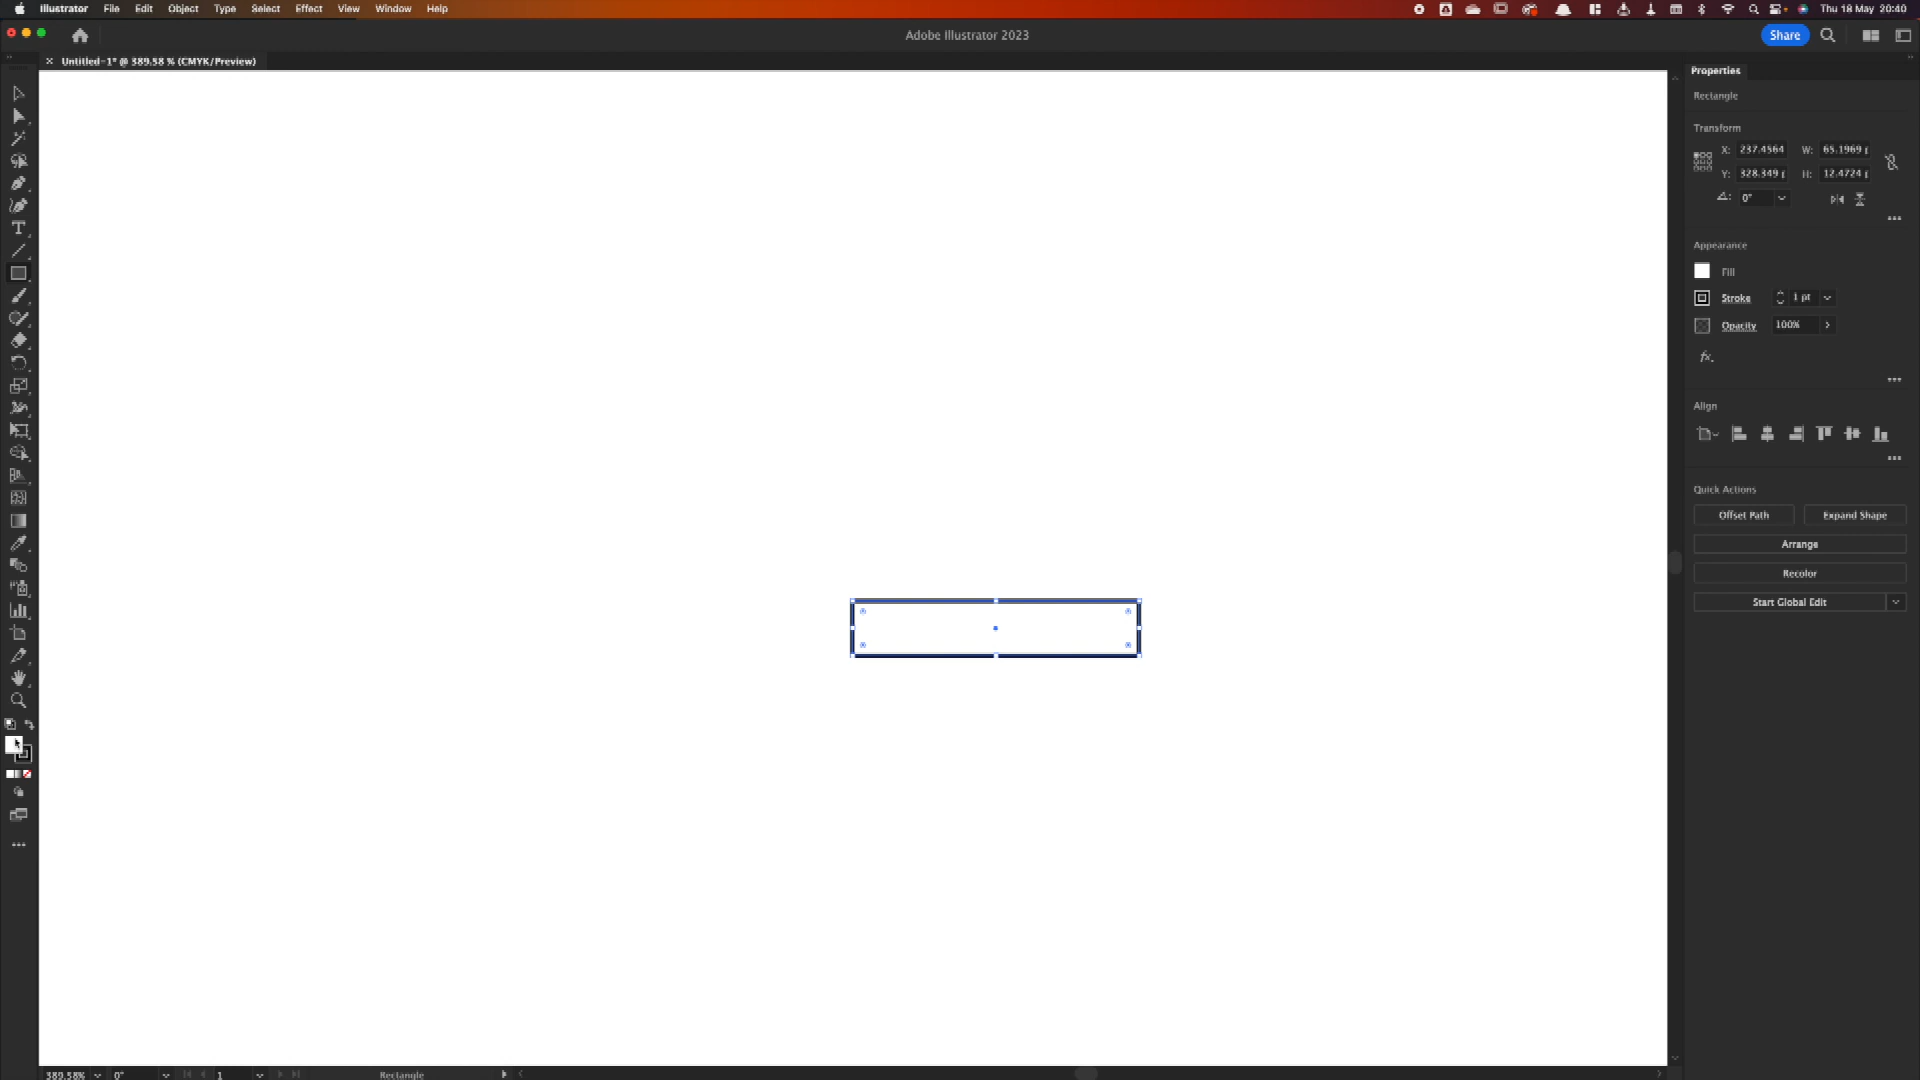 Illustrator File Edit Object Type Select Effect View Window Help
Thu 18 May 20:40
Adobe Illustrator 2023
Share
Untitled-1* @ 389.58 % (CMYK/Preview)
Properties
Rectangle
Transform
X: 237.4564 W: 65.1969 p
Y: 328.349 p H: 12.4724 p
0°
Appearance
Fill
Stroke 1 pt
Opacity 100%
fx.
Align
Quick Actions
Offset Path Expand Shape
Arrange
Recolor
Start Global Edit
389.58% 0° 1 Rectangle